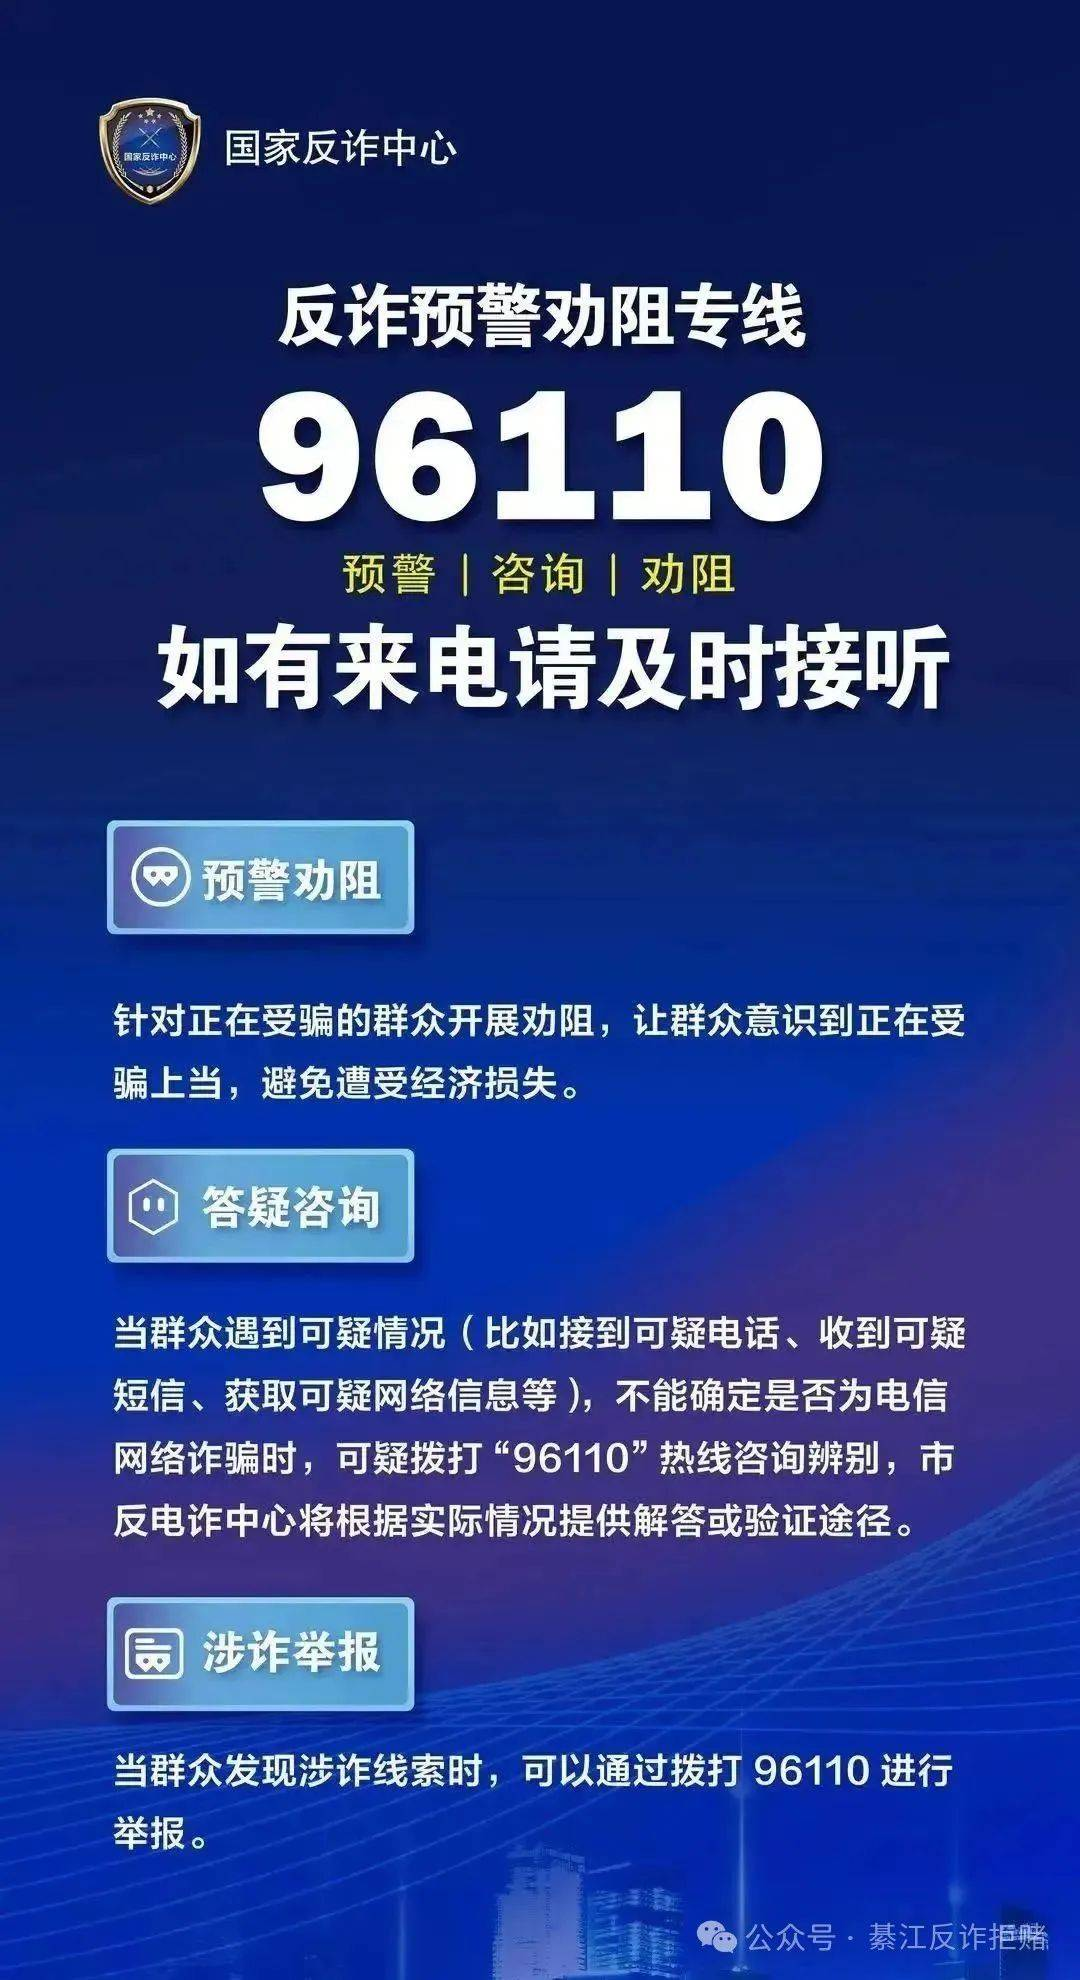 国家反诈中心
国家反诈中心
反诈预警劝阻专线
96110
预警 | 咨询 | 劝阻
如有来电请及时接听
预警劝阻
针对正在受骗的群众开展劝阻，让群众意识到正在受
骗上当，避免遭受经济损失。
答疑咨询
当群众遇到可疑情况（比如接到可疑电话、收到可疑
短信、获取可疑网络信息等），不能确定是否为电信
网络诈骗时，可疑拨打“96110”热线咨询辨别，市
反电诈中心将根据实际情况提供解答或验证途径。
涉诈举报
当群众发现涉诈线索时，可以通过拨打 96110 进行
举报。
公众号 · 綦江反诈拒赌